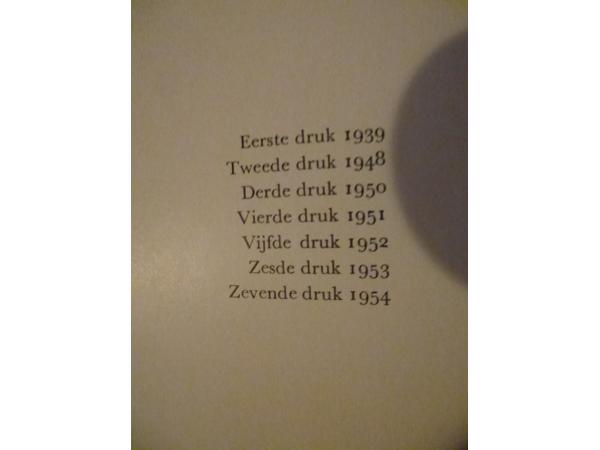 Eerste druk 1939
Tweede druk 1948
Derde druk 1950
Vierde druk 1951
Vijfde druk 1952
Zesde druk 1953
Zevende druk 1954